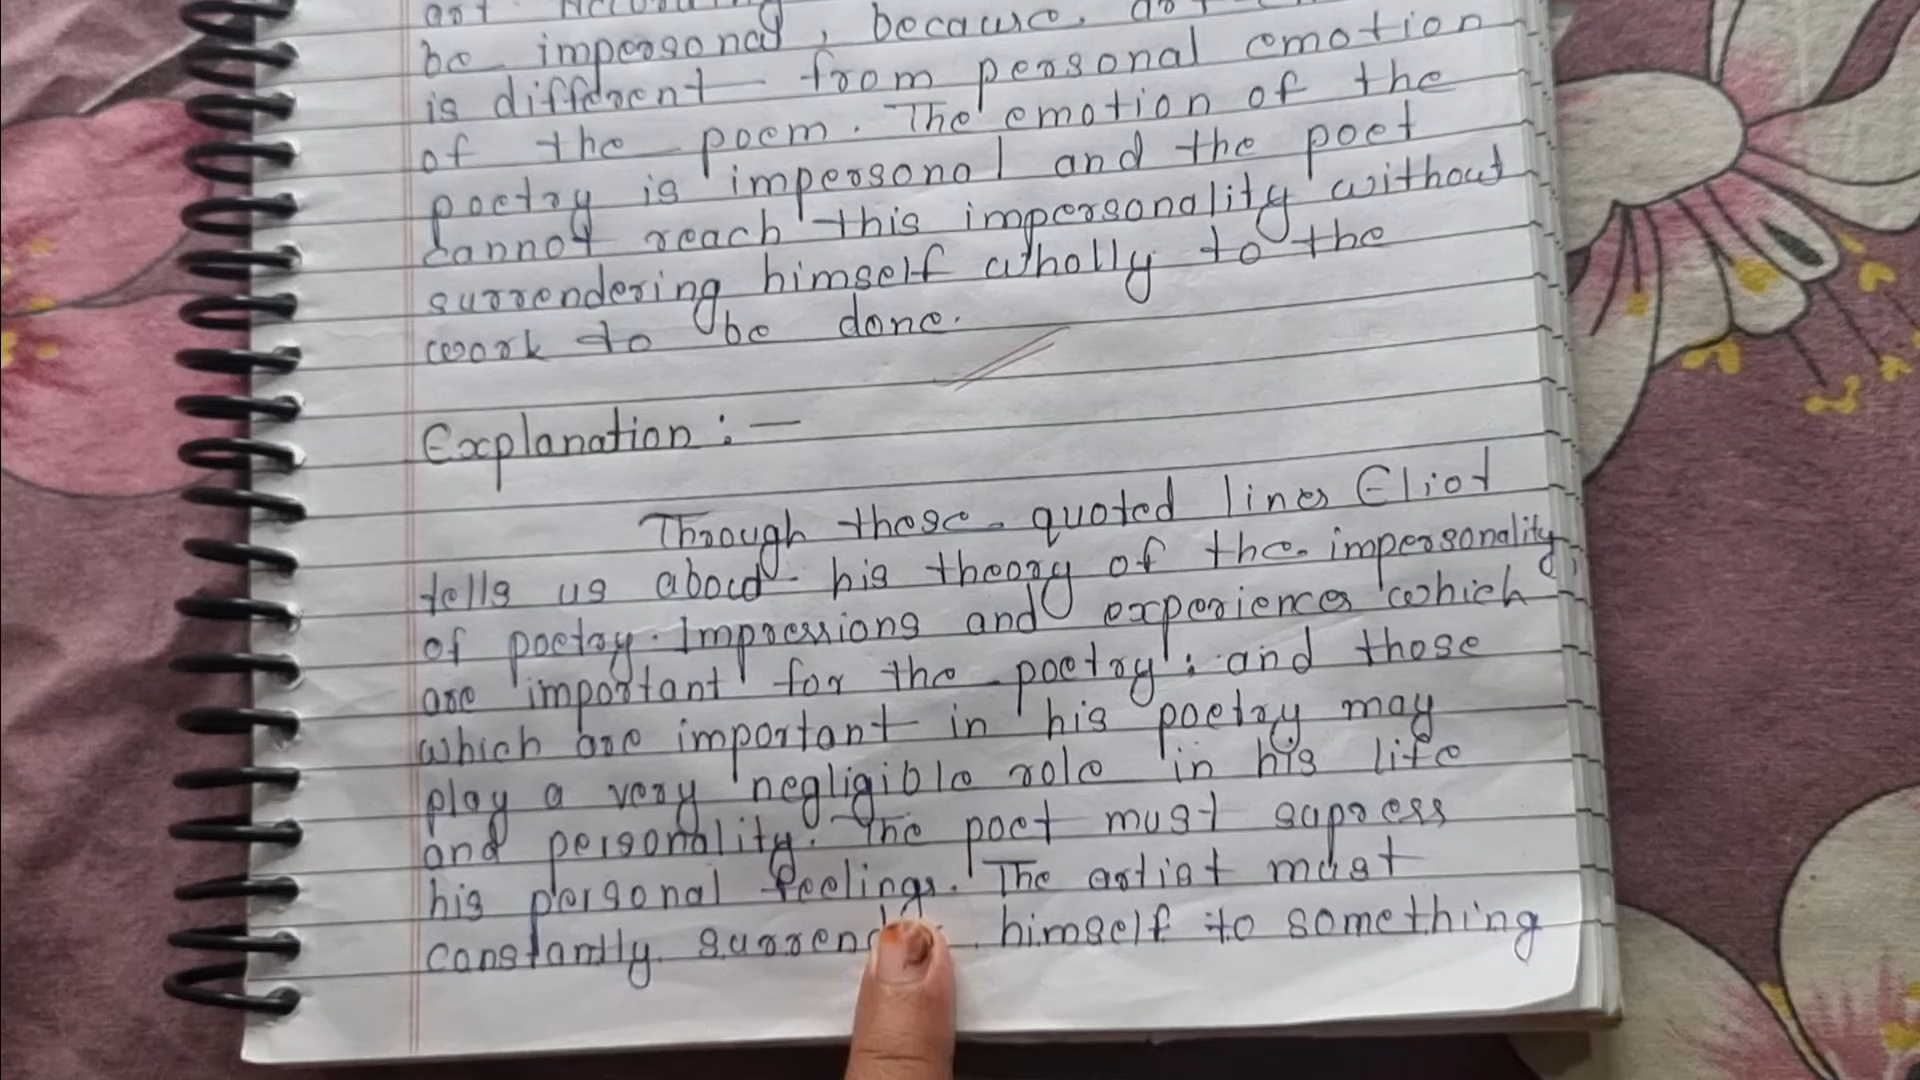 be impersonal, because
is different from personal emotion
of the poem. The emotion of the
poetry is impersonal and the poet
cannot reach this impersonality without
surrendering himself wholly to the
work to be done.
Explanation : —
Through these quoted lines Eliot
tells us about his theory of the impersonality
of poetry. Impressions and experiences which
are important for the poetry; and those
which are important in his poetry may
play a very negligible role in his life
and personality. The poet must supress
his personal feelings. The artist must
constantly himself to something